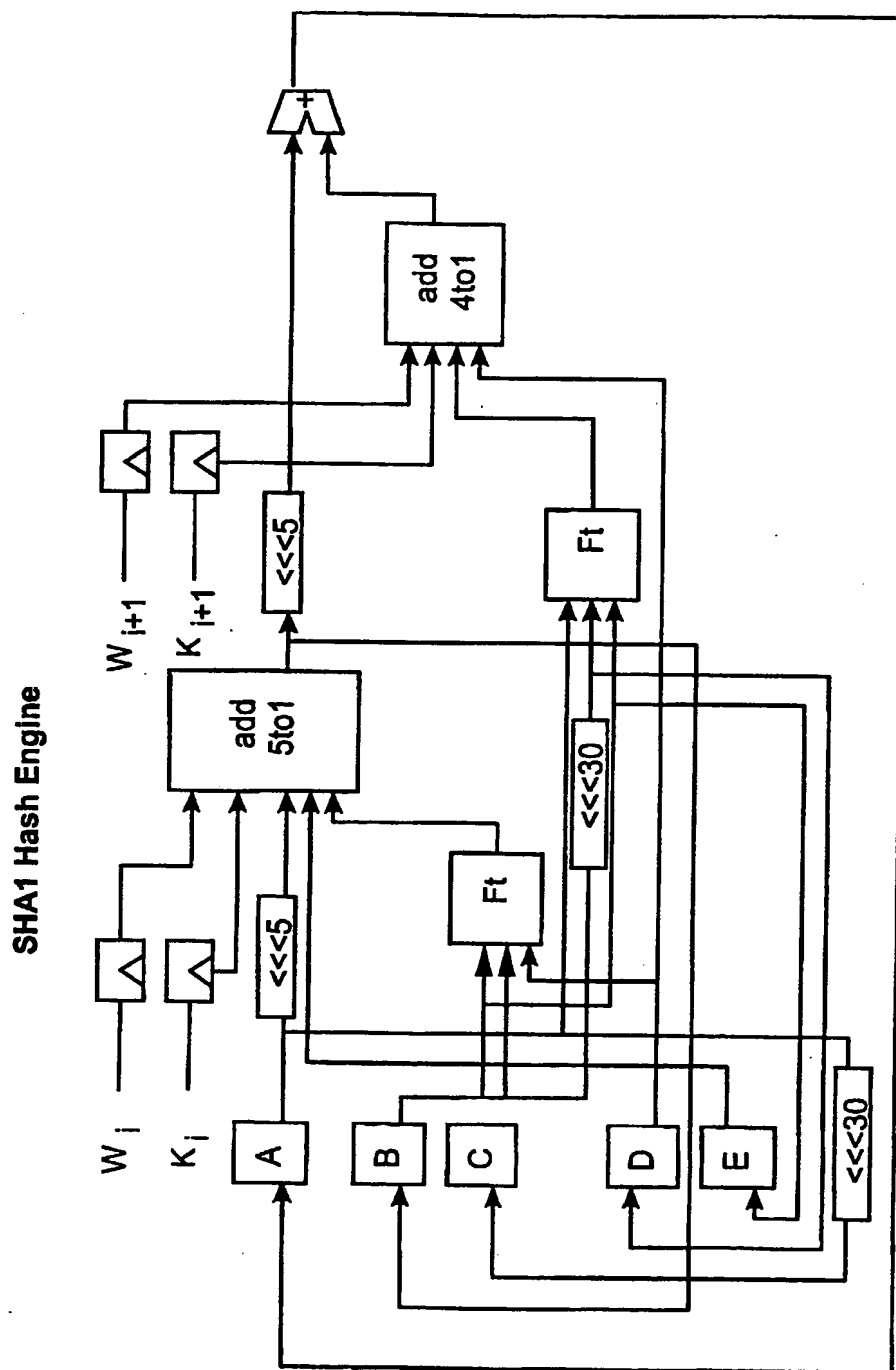 SHA1 Hash Engine
W i
K i
W i+1
K i+1
A
B
C
D
E
<<<5
<<<30
Ft
add
5to1
<<<30
<<<5
Ft
add
4to1
+